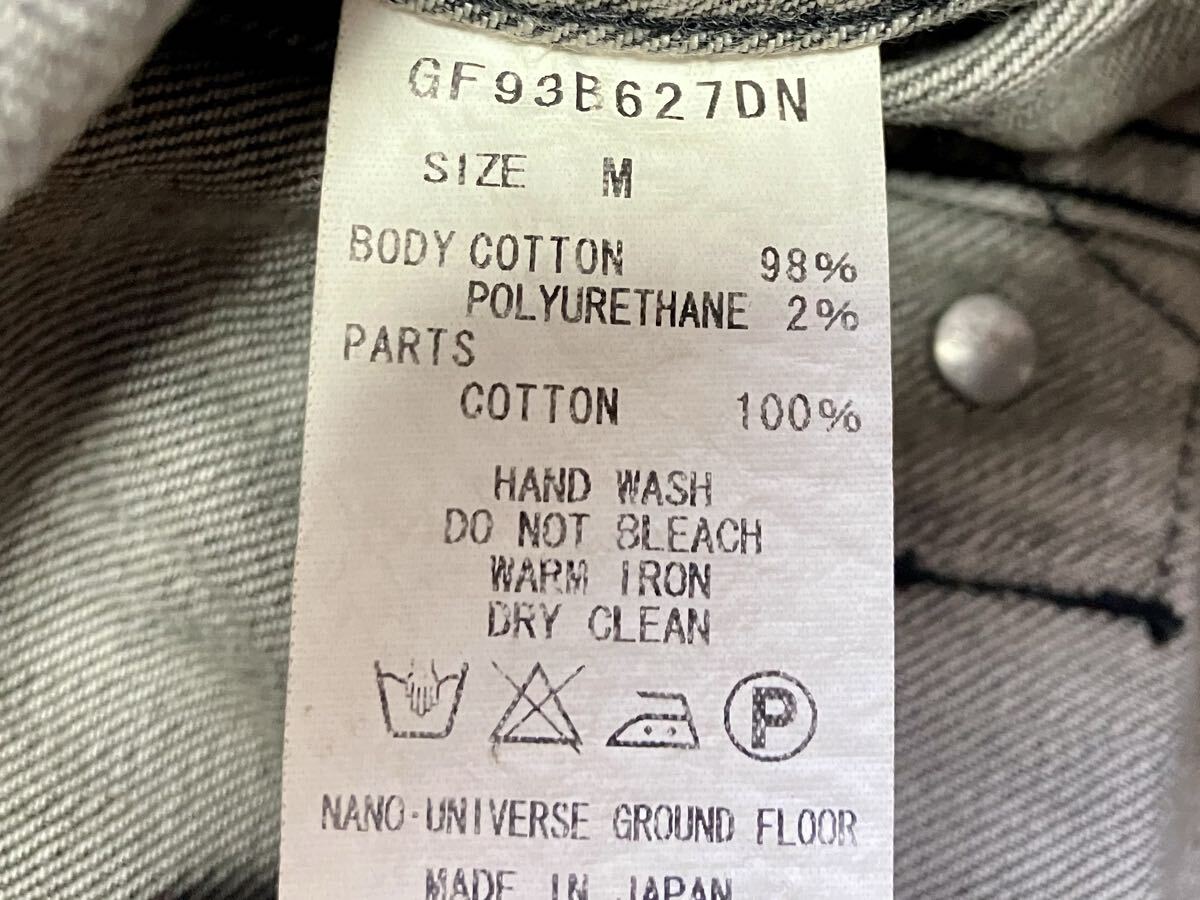 GF93B627DN
SIZE M
BODY COTTON 98%
POLYURETHANE 2%
PARTS
COTTON 100%
HAND WASH
DO NOT BLEACH
WARM IRON
DRY CLEAN
P
NANO·UNIVERSE GROUND FLOOR
MADE IN JAPAN